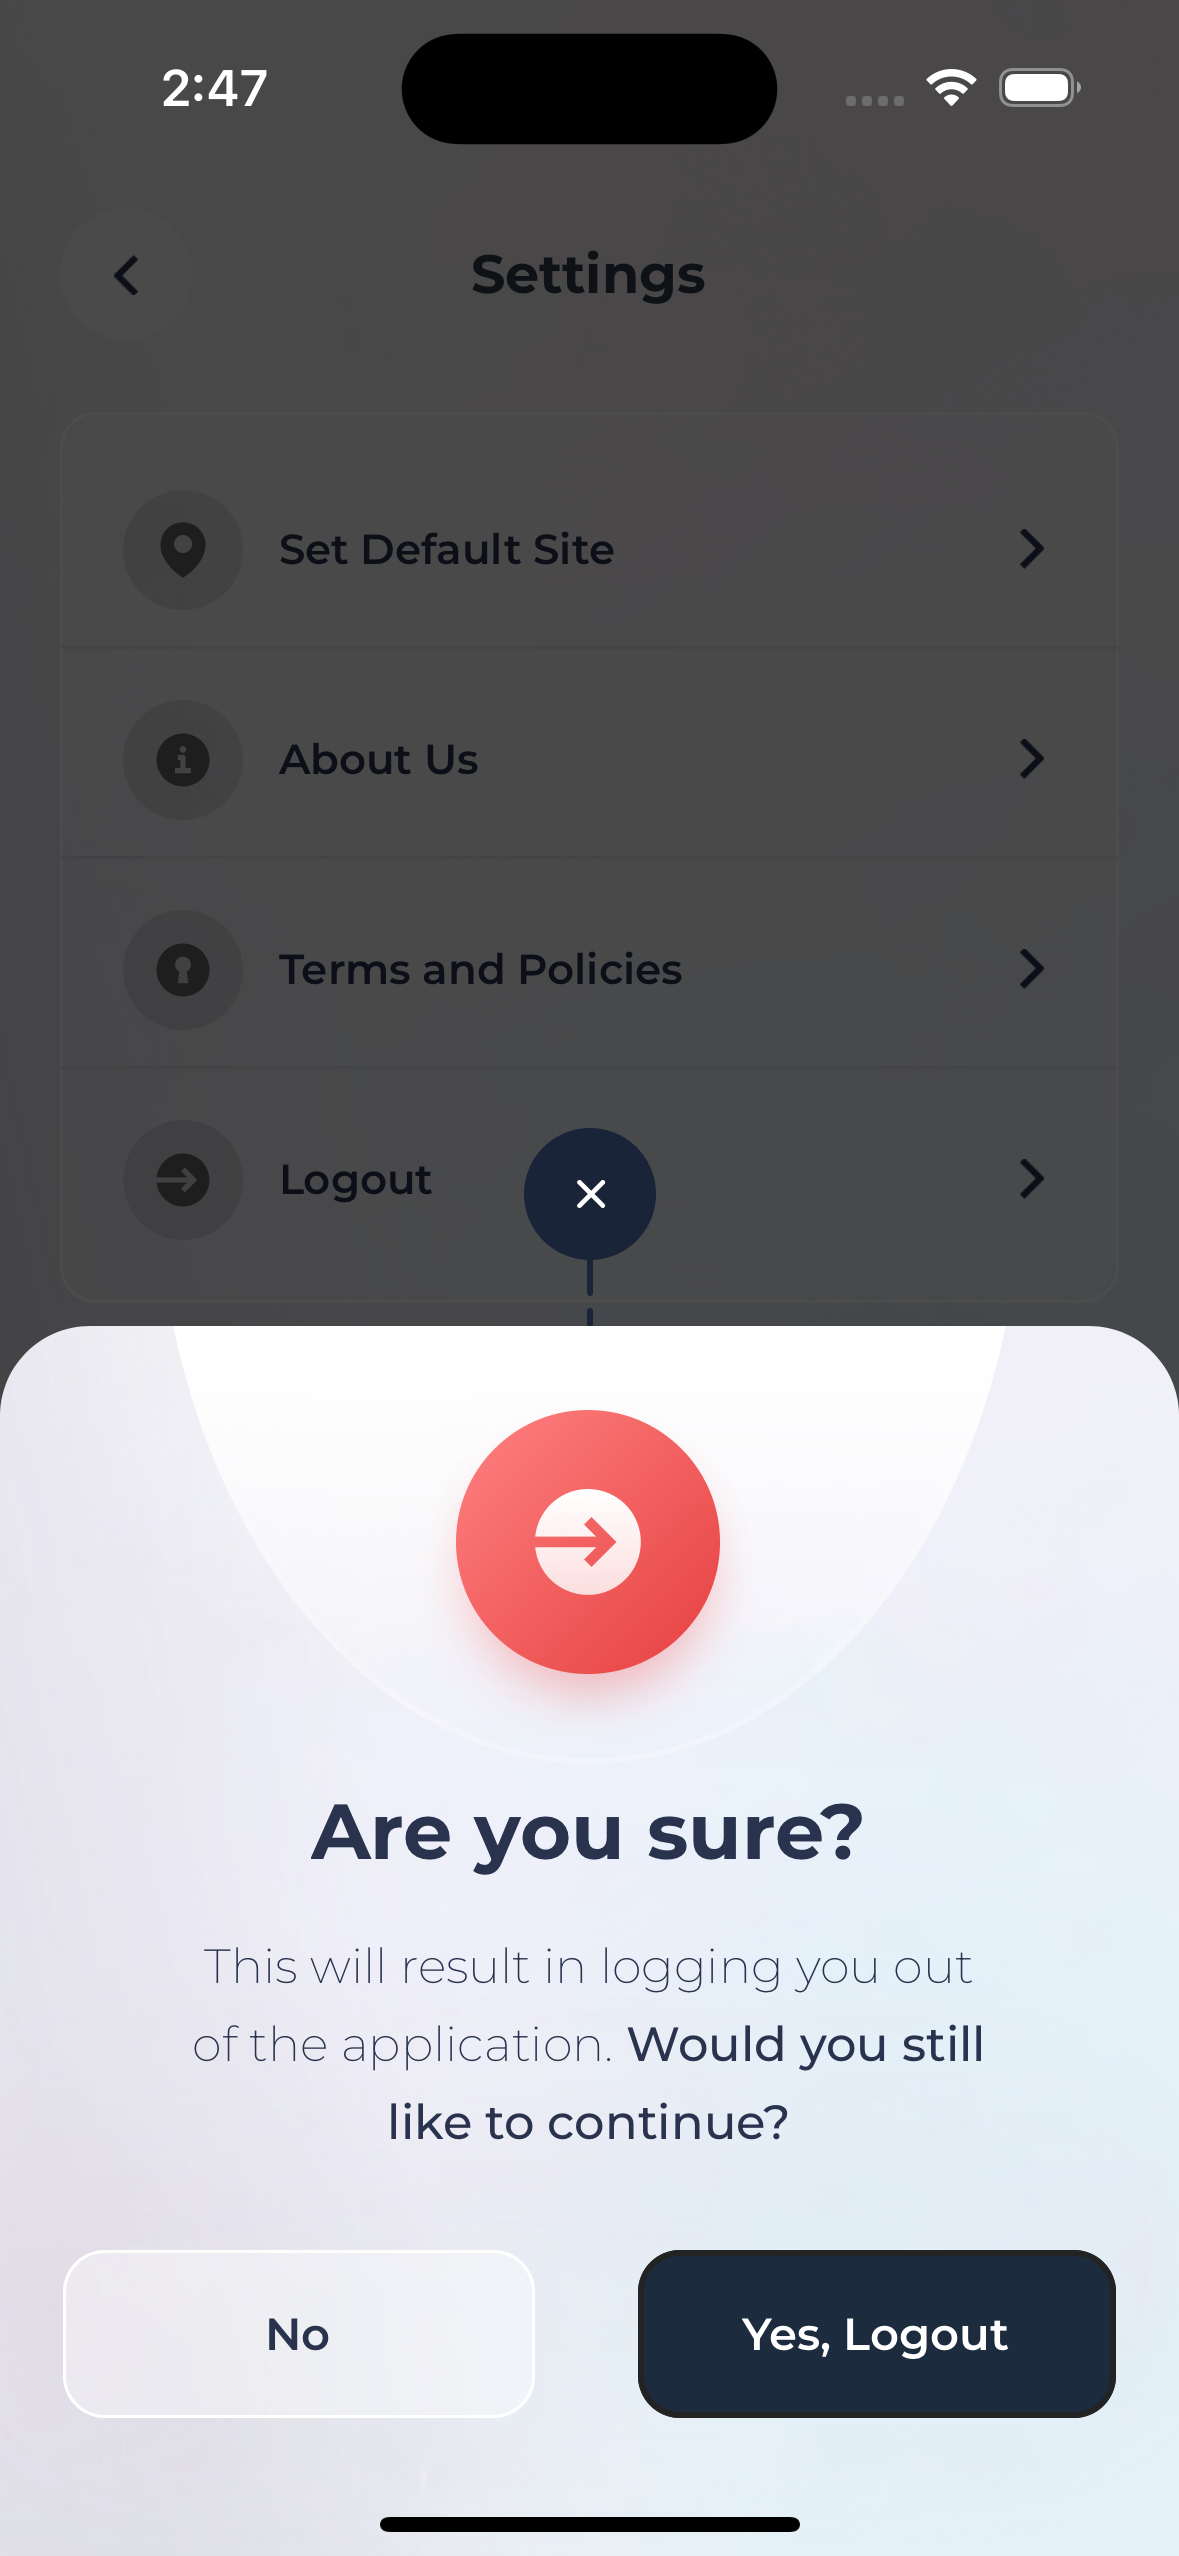 2:47
Settings
Set Default Site
About Us
Terms and Policies
Logout
Are you sure?
This will result in logging you out
of the application. Would you still
like to continue?
No
Yes, Logout